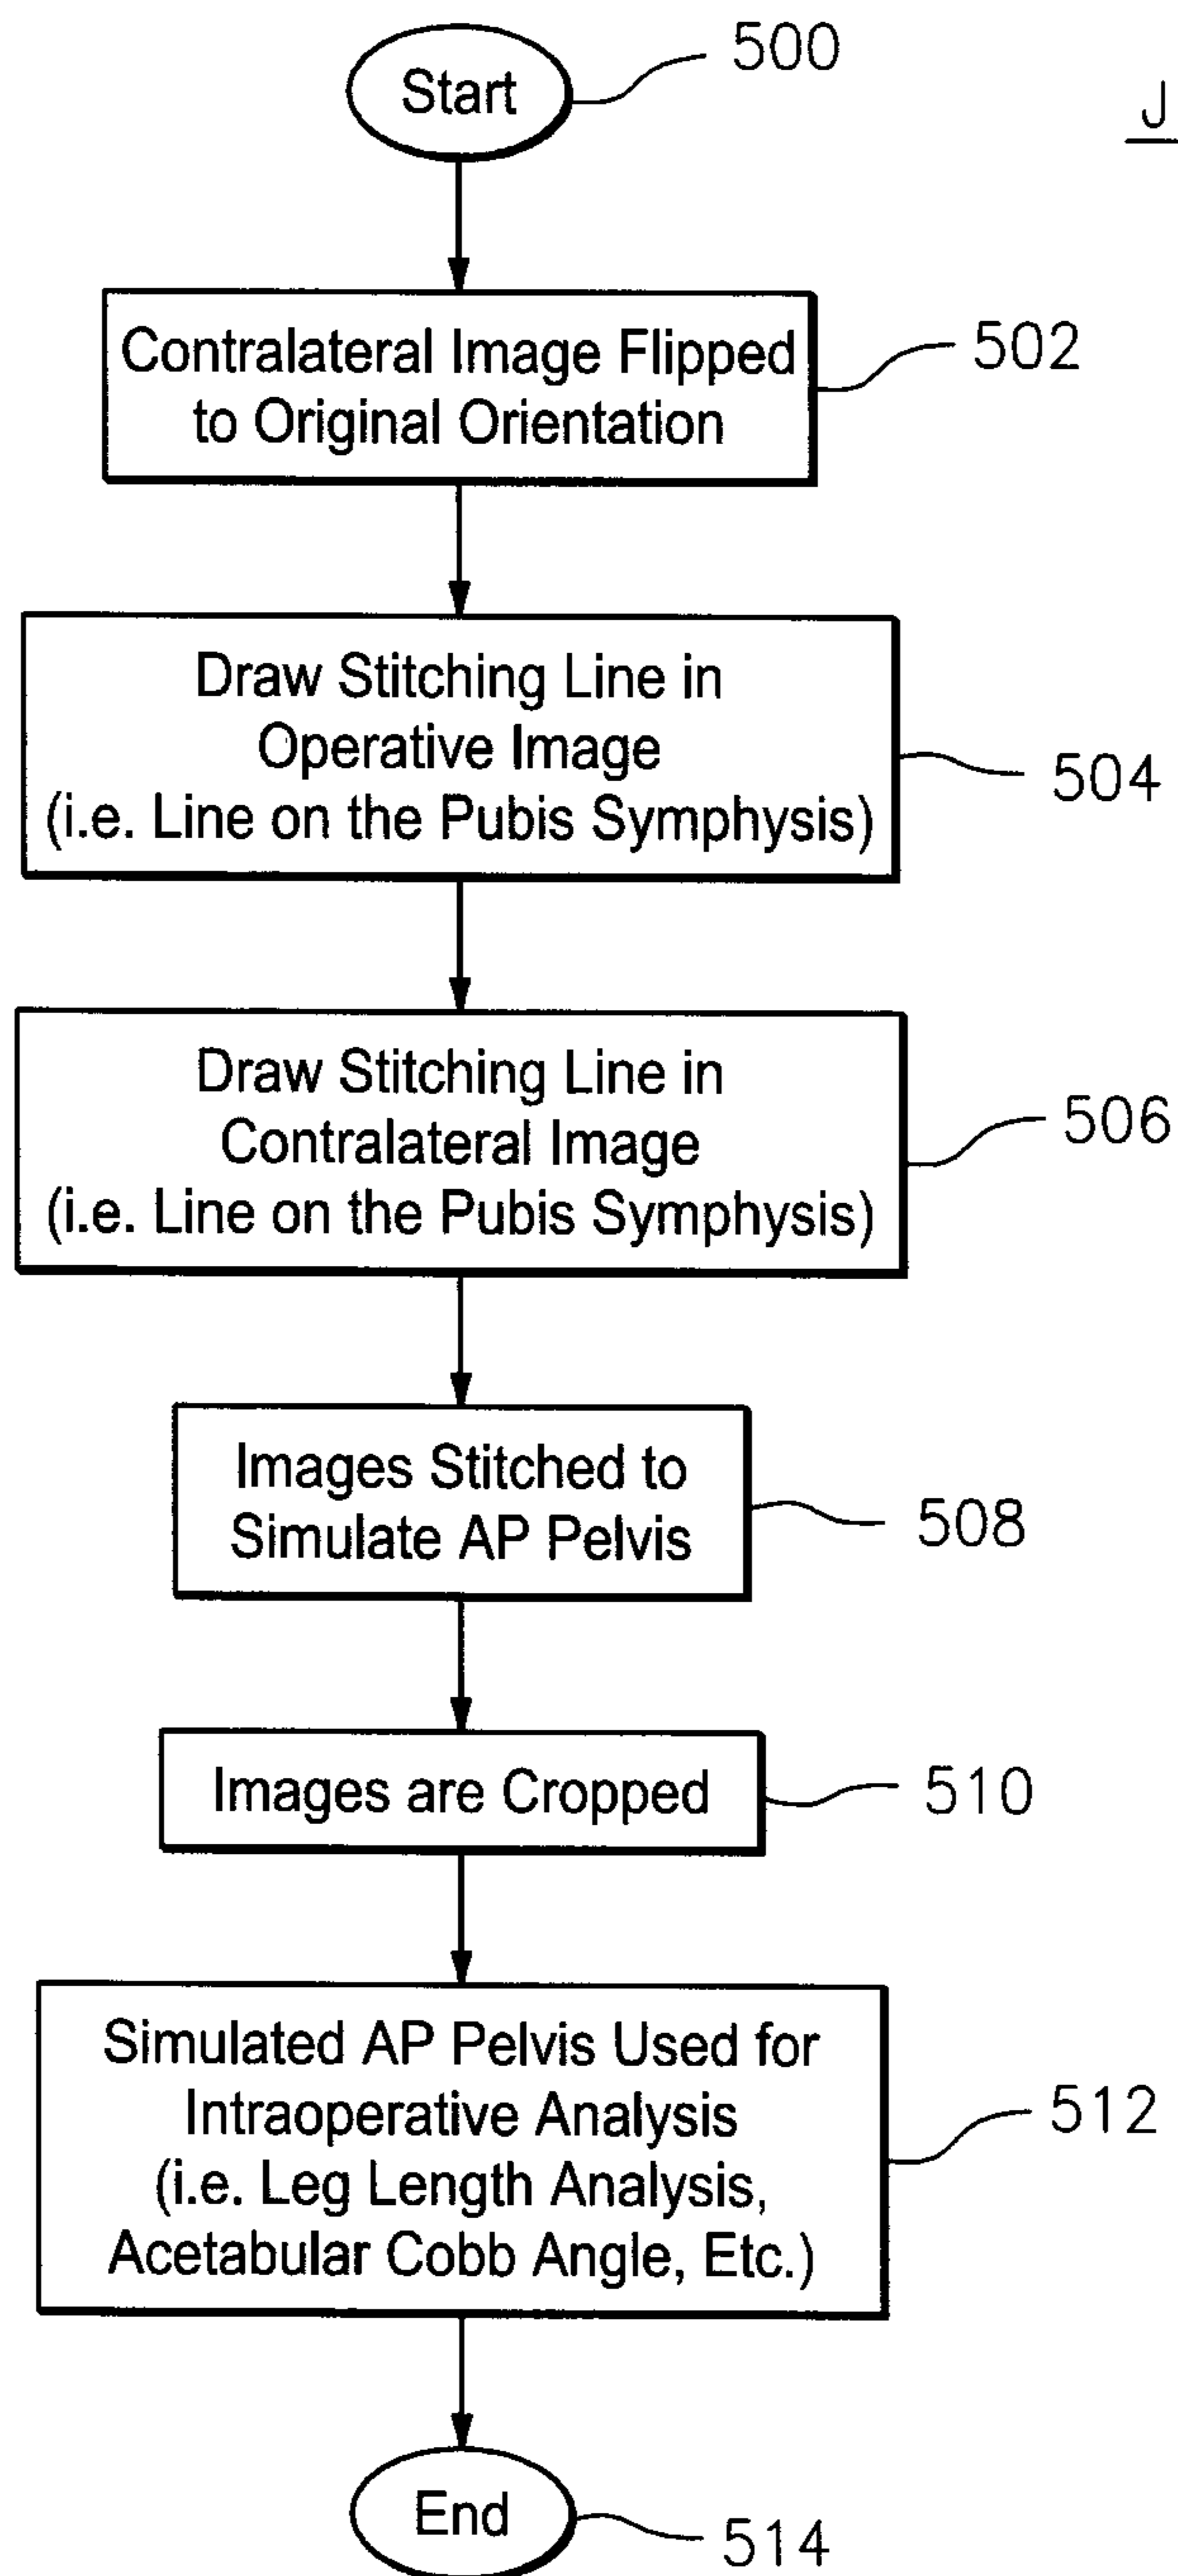 Start
500
J
Contralateral Image Flipped
to Original Orientation
502
Draw Stitching Line in
Operative Image
(i.e. Line on the Pubis Symphysis)
504
Draw Stitching Line in
Contralateral Image
(i.e. Line on the Pubis Symphysis)
506
Images Stitched to
Simulate AP Pelvis
508
Images are Cropped
510
Simulated AP Pelvis Used for
Intraoperative Analysis
(i.e. Leg Length Analysis,
Acetabular Cobb Angle, Etc.)
512
End
514